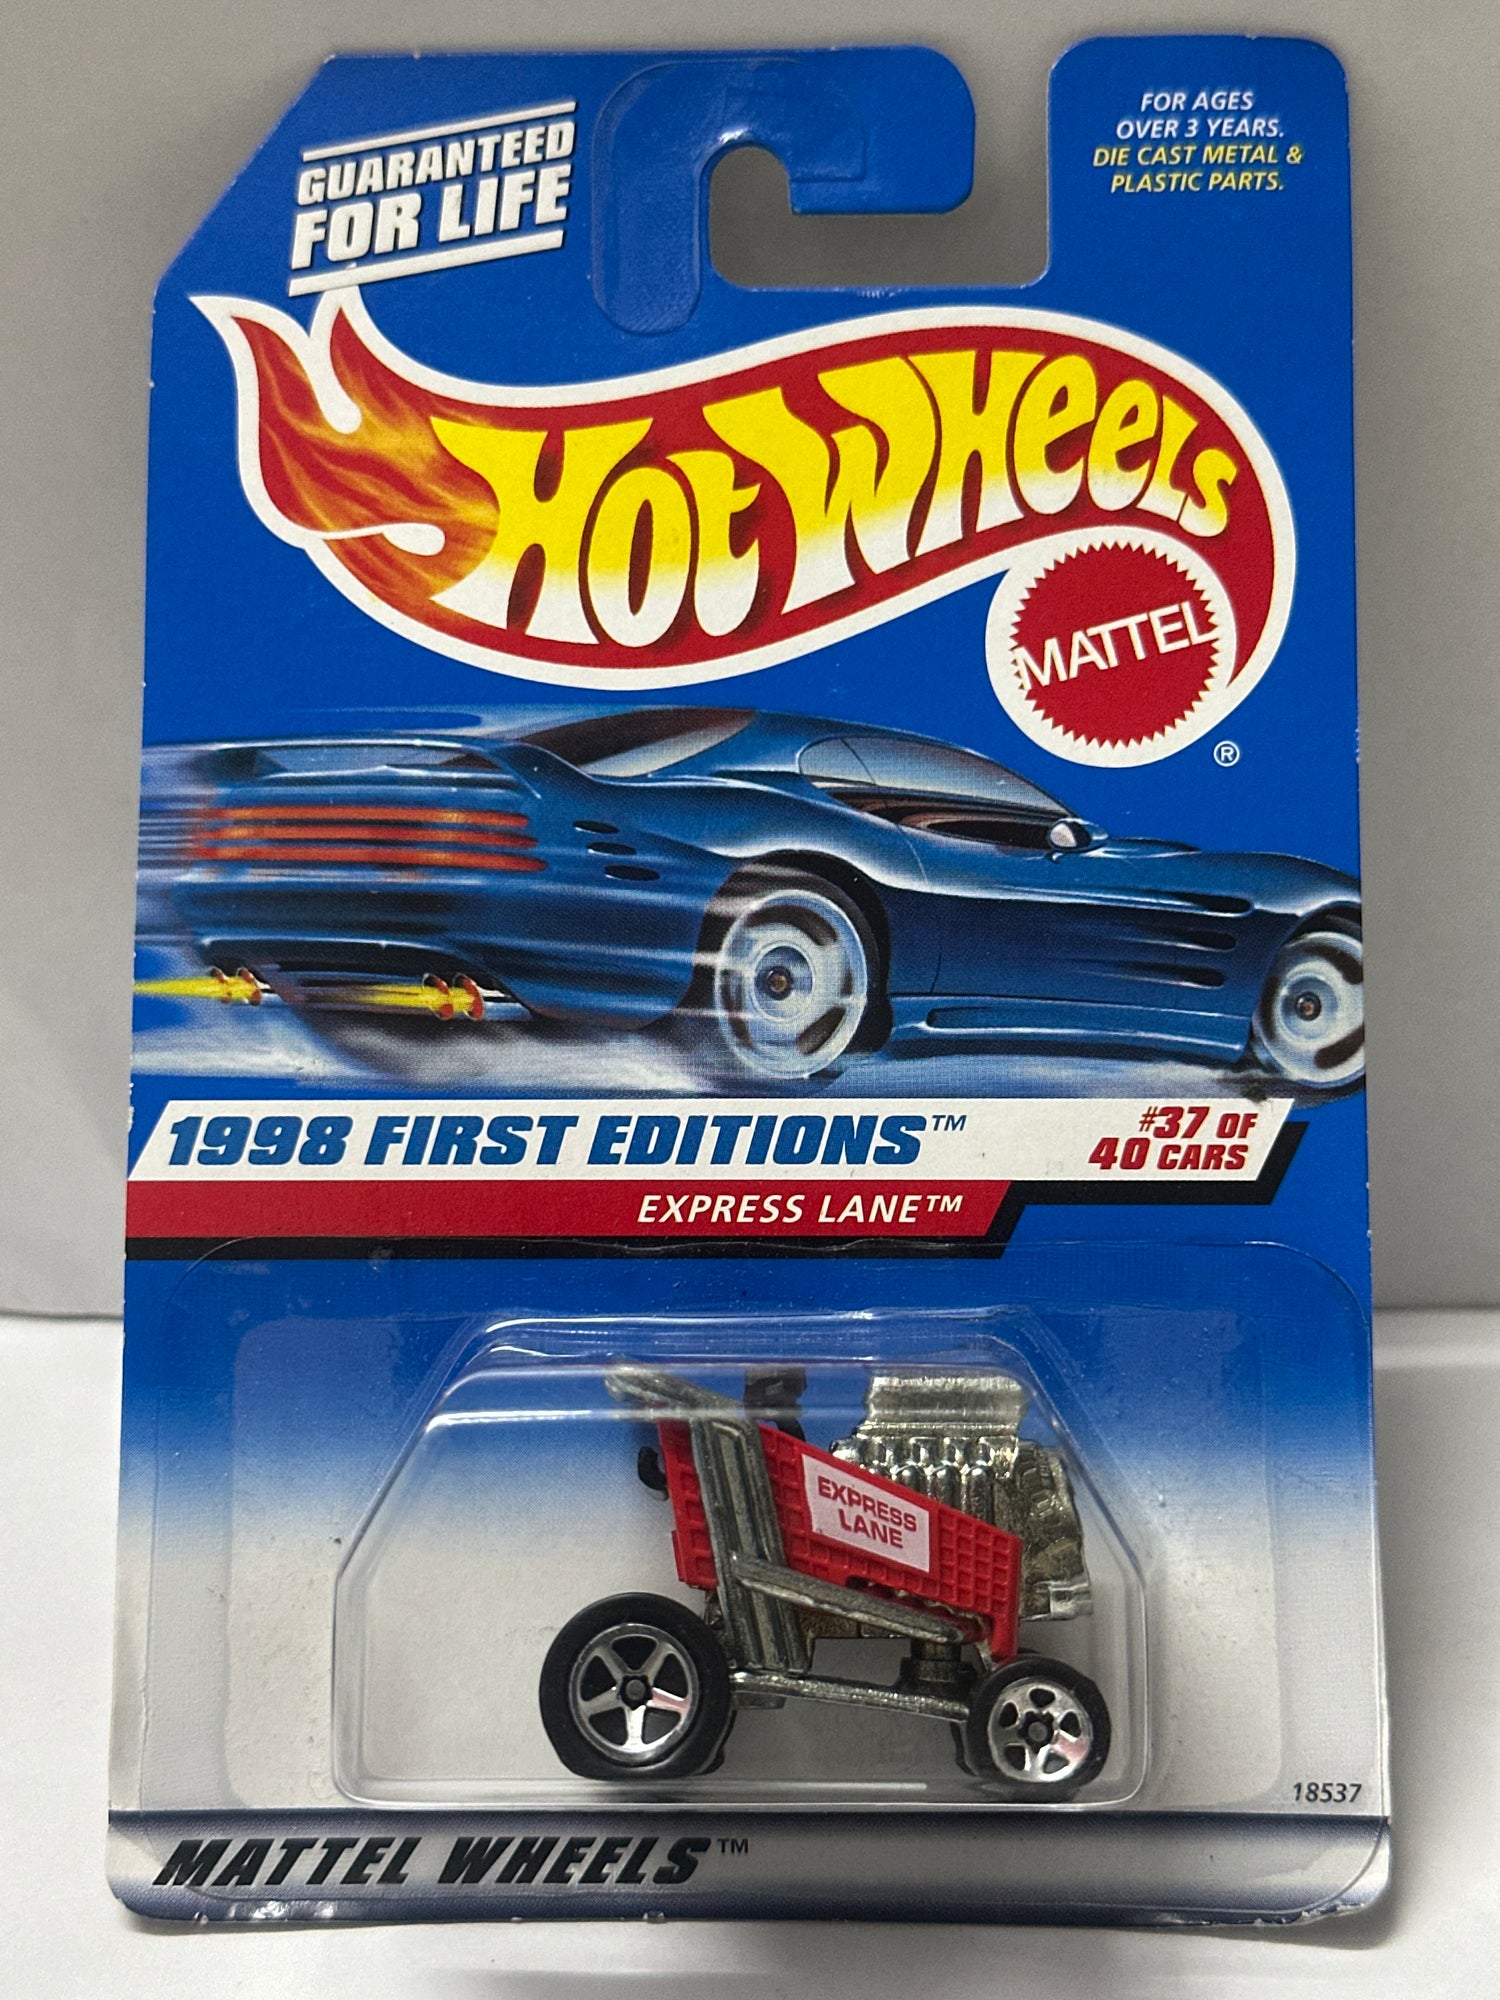 GUARANTEED
FOR LIFE
FOR AGES
OVER 3 YEARS.
DIE CAST METAL &
PLASTIC PARTS.
HOT WHEELS
MATTEL
®
1998 FIRST EDITIONS™
#37 OF
40 CARS
EXPRESS LANE™
EXPRESS
LANE
18537
MATTEL WHEELS™